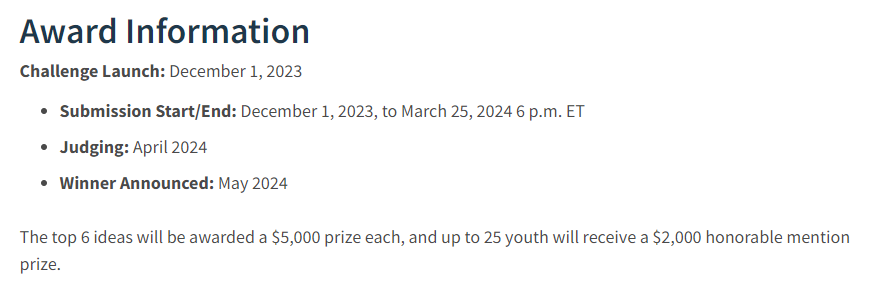 Award Information
Challenge Launch: December 1, 2023
• Submission Start/End: December 1, 2023, to March 25, 2024 6 p.m. ET
• Judging: April 2024
• Winner Announced: May 2024
The top 6 ideas will be awarded a $5,000 prize each, and up to 25 youth will receive a $2,000 honorable mention
prize.